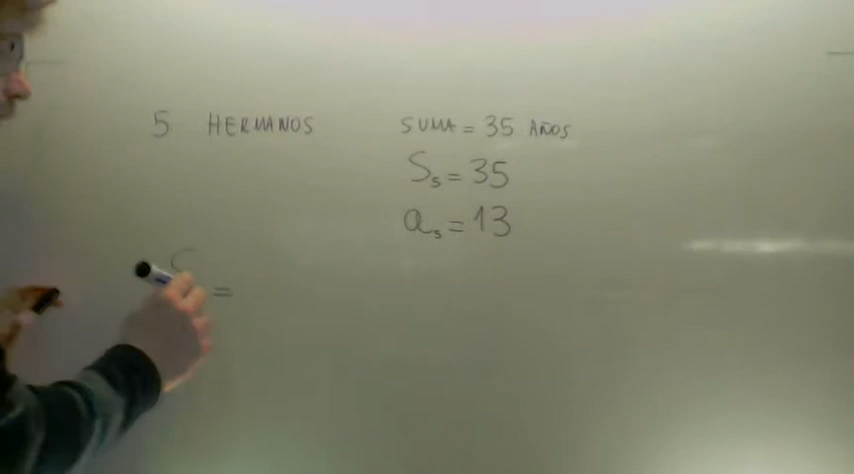 5 HERMANOS SUMA = 35 AÑOS
S₅ = 35
a₅ = 13
S =